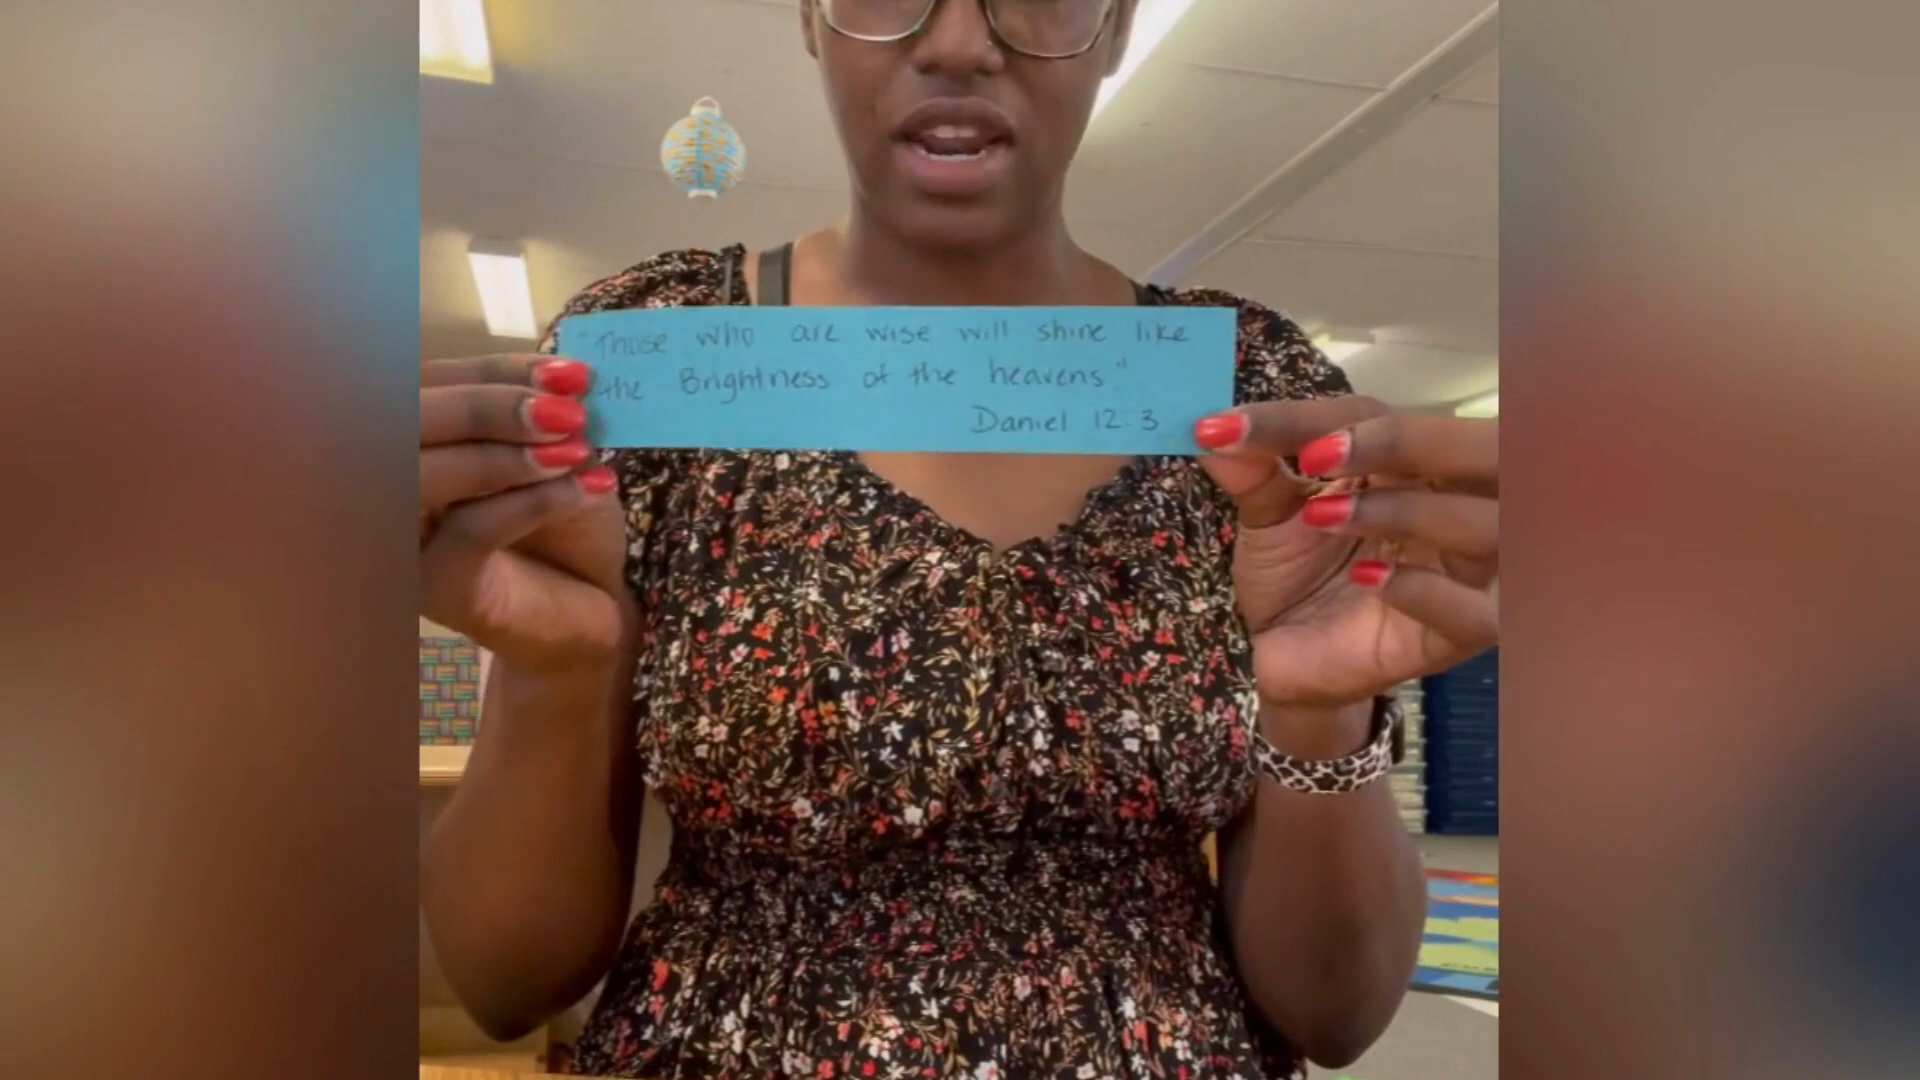 "Those who are wise will shine like
the Brightness of the heavens"
Daniel 12:3